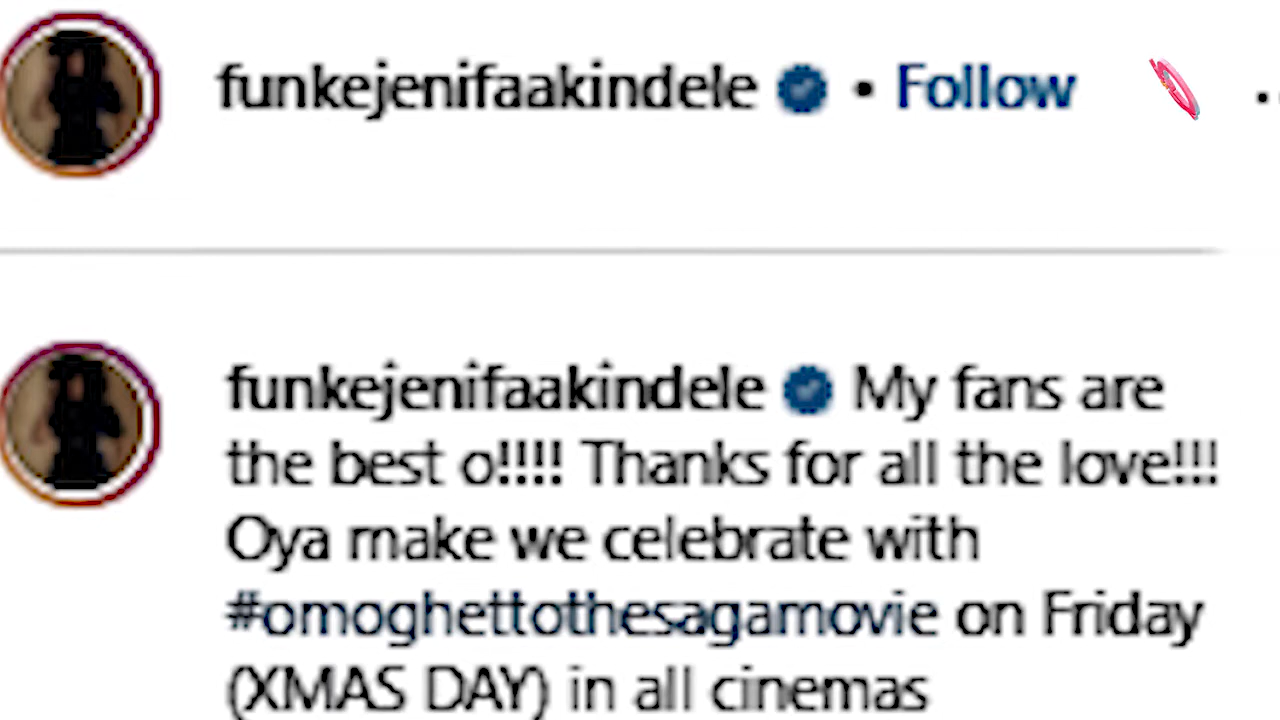 funkejenifaakindele • Follow
funkejenifaakindele My fans are
the best o!!!! Thanks for all the love!!!
Oya make we celebrate with
#omoghettothesagamovie on Friday
(XMAS DAY) in all cinemas